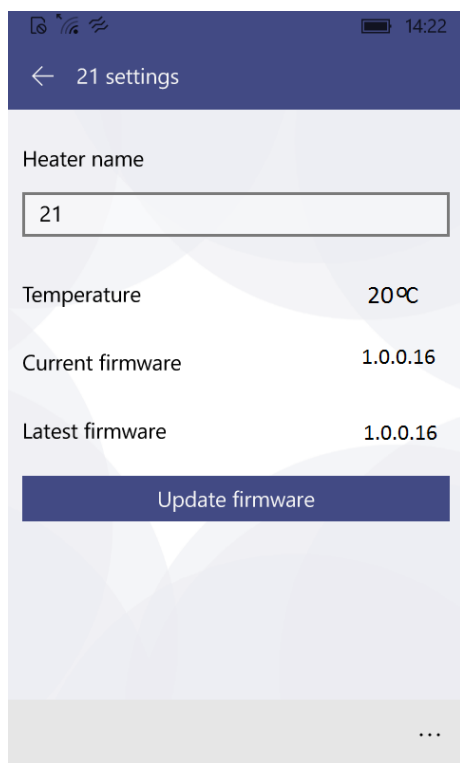 14:22
21 settings
Heater name
21
Temperature 20ºC
Current firmware 1.0.0.16
Latest firmware 1.0.0.16
Update firmware
...